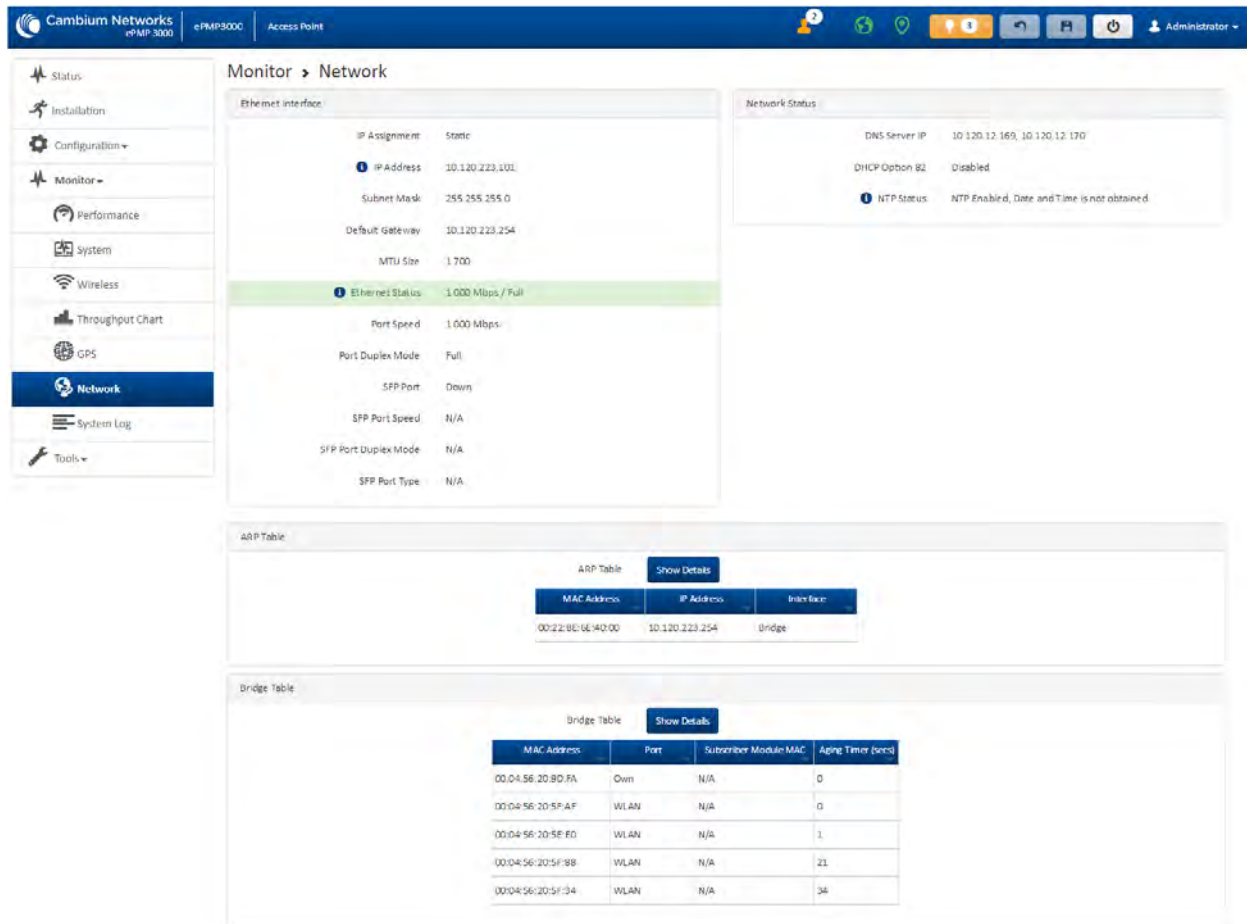 Cambium Networks
ePMP 3000
ePMP3000
Access Point
2
3
Administrator
Status
Installation
Configuration
Monitor
Performance
System
Wireless
Throughput Chart
GPS
Network
System Log
Tools
Monitor > Network
Ethernet Interface
IP Assignment Static
IP Address 10.120.223.101
Subnet Mask 255.255.255.0
Default Gateway 10.120.223.254
MTU Size 1700
Ethernet Status 1000 Mbps / Full
Port Speed 1000 Mbps
Port Duplex Mode Full
SFP Port Down
SFP Port Speed N/A
SFP Port Duplex Mode N/A
SFP Port Type N/A
Network Status
DNS Server IP 10.120.12.169, 10.120.12.170
DHCP Option 82 Disabled
NTP Status NTP Enabled, Date and Time is not obtained
ARP Table
ARP Table Show Details
MAC Address IP Address Interface
00:22:BE:6E:40:00 10.120.223.254 Bridge
Bridge Table
Bridge Table Show Details
MAC Address Port Subscriber Module MAC Aging Timer (secs)
00:04:56:20:9D:FA Own N/A 0
00:04:56:20:5F:AF WLAN N/A 0
00:04:56:20:5E:E0 WLAN N/A 1
00:04:56:20:5F:88 WLAN N/A 21
00:04:56:20:5F:34 WLAN N/A 34